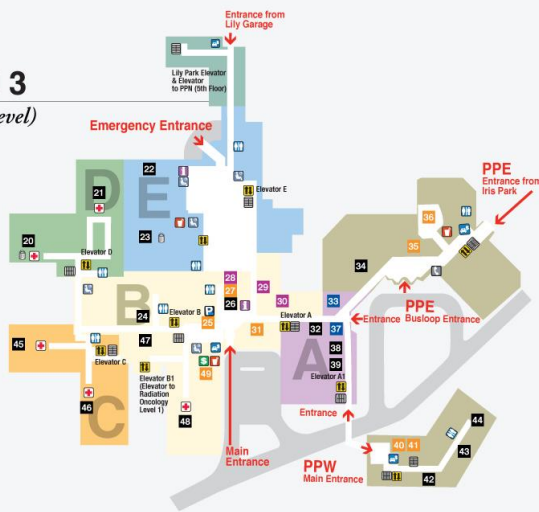 Entrance from
Lily Garage
3
evel)
Lily Park Elevator
& Elevator
to PPN (5th Floor)
Emergency Entrance
PPE
Entrance from
Iris Park
22
D
21
E
Elevator E
36
20
23
35
Elevator D
34
28
27
29
26
30
33
B
24
Elevator B
25
Elevator A
Entrance
PPE
Busloop Entrance
47
31
32
37
45
38
A
39
Elevator C
49
Elevator A1
Elevator B1
(Elevator to
Radiation
Oncology
Level 1)
46
C
48
Entrance
44
Main
Entrance
40
41
43
PPW
Main Entrance
42